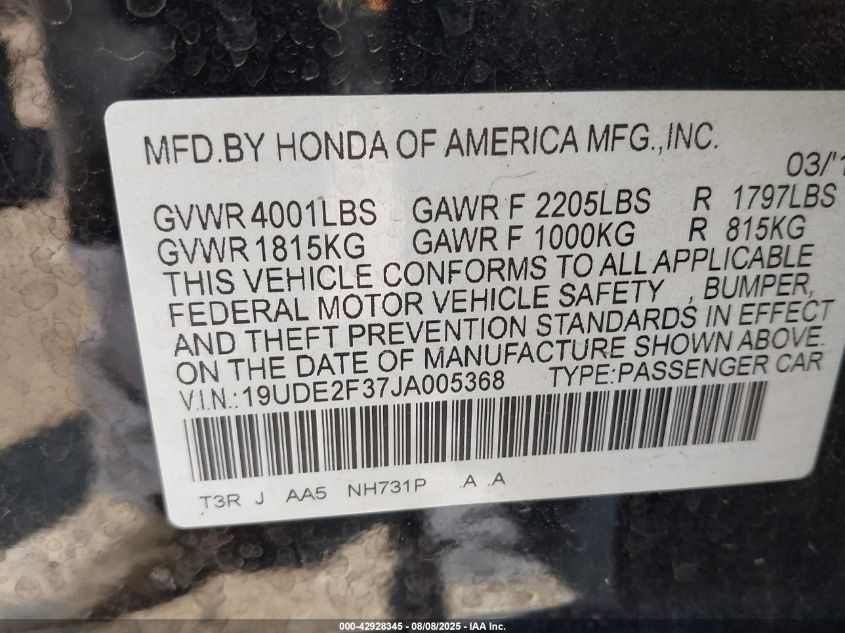 MFD.BY HONDA OF AMERICA MFG.,INC.
03/'1
GVWR 4001LBS GAWR F 2205LBS R 1797LBS
GVWR 1815KG GAWR F 1000KG R 815KG
THIS VEHICLE CONFORMS TO ALL APPLICABLE
FEDERAL MOTOR VEHICLE SAFETY , BUMPER,
AND THEFT PREVENTION STANDARDS IN EFFECT
ON THE DATE OF MANUFACTURE SHOWN ABOVE.
V.I.N.: 19UDE2F37JA005368 TYPE:PASSENGER CAR
T3R J AA5 NH731P .A .A
000-42928345 - 08/08/2025 - IAA Inc.